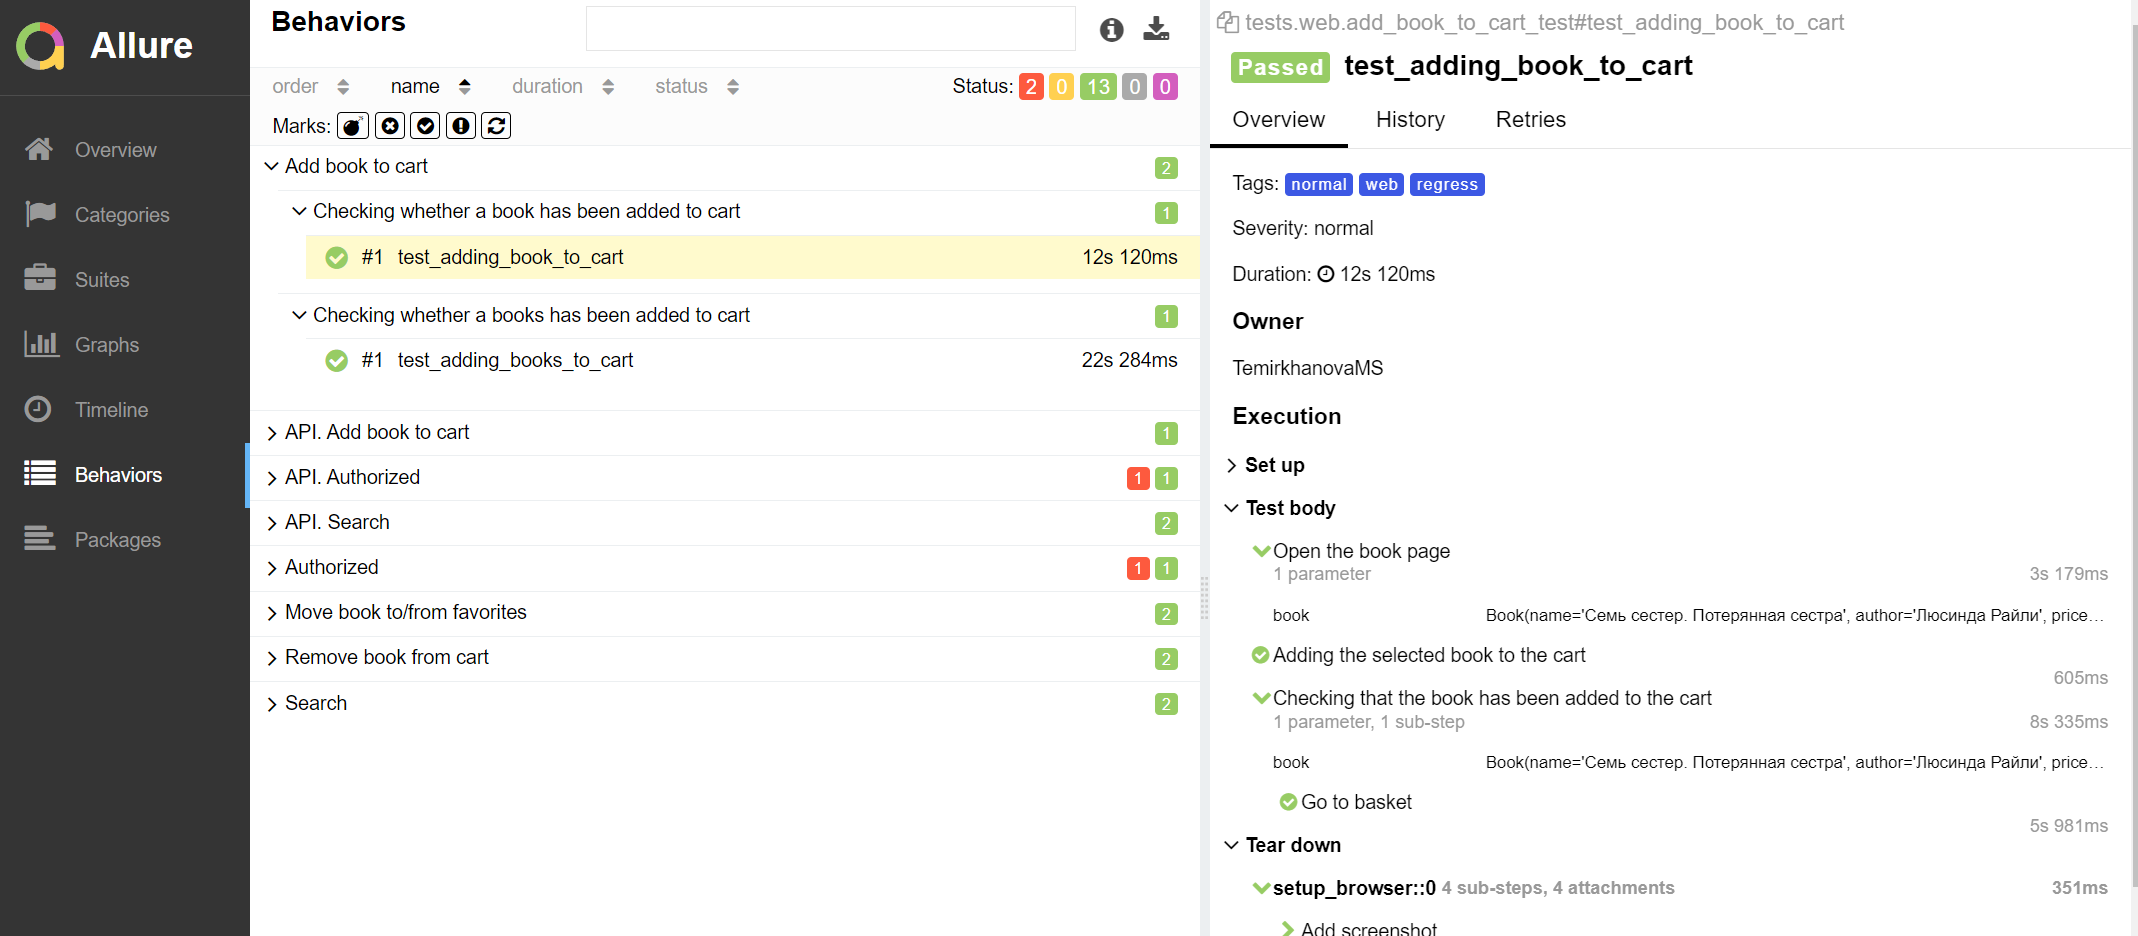 Allure
Overview
Categories
Suites
Graphs
Timeline
Behaviors
Packages
Behaviors
order name duration status Status: 2 0 13 0 0
Marks:
Add book to cart 2
Checking whether a book has been added to cart 1
#1 test_adding_book_to_cart 12s 120ms
Checking whether a books has been added to cart 1
#1 test_adding_books_to_cart 22s 284ms
API. Add book to cart 1
API. Authorized 1 1
API. Search 2
Authorized 1 1
Move book to/from favorites 2
Remove book from cart 2
Search 2
tests.web.add_book_to_cart_test#test_adding_book_to_cart
Passed test_adding_book_to_cart
Overview History Retries
Tags: normal web regress
Severity: normal
Duration: 12s 120ms
Owner
TemirkhanovaMS
Execution
Set up
Test body
Open the book page
1 parameter 3s 179ms
book Book(name='Семь сестер. Потерянная сестра', author='Люсинда Райли', price…
Adding the selected book to the cart
605ms
Checking that the book has been added to the cart
1 parameter, 1 sub-step 8s 335ms
book Book(name='Семь сестер. Потерянная сестра', author='Люсинда Райли', price…
Go to basket
5s 981ms
Tear down
setup_browser::0 4 sub-steps, 4 attachments 351ms
Add screenshot